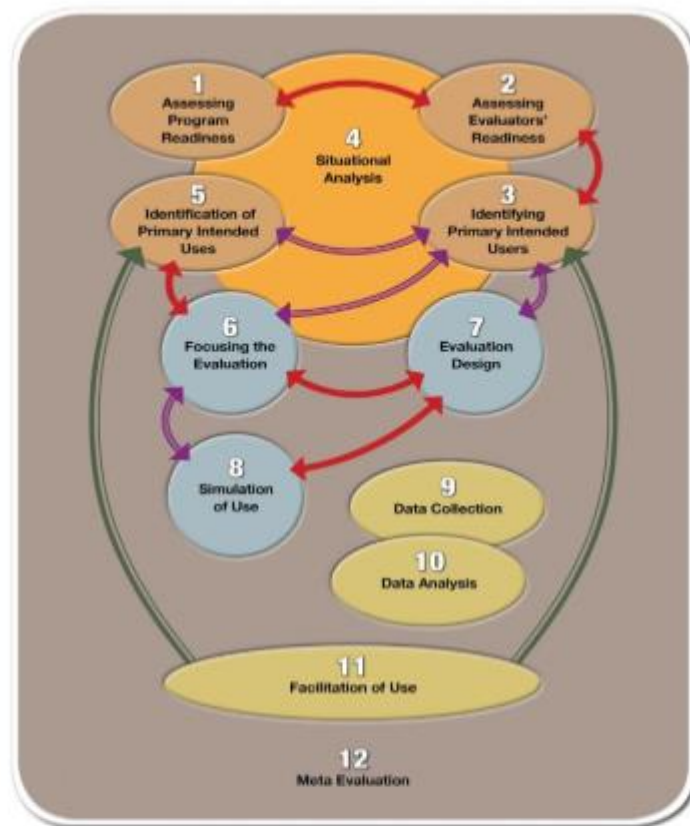 1
Assessing
Program
Readiness
2
Assessing
Evaluators'
Readiness
4
Situational
Analysis
5
Identification of
Primary Intended
Uses
3
Identifying
Primary Intended
Users
6
Focusing the
Evaluation
7
Evaluation
Design
8
Simulation
of Use
9
Data Collection
10
Data Analysis
11
Facilitation of Use
12
Meta Evaluation